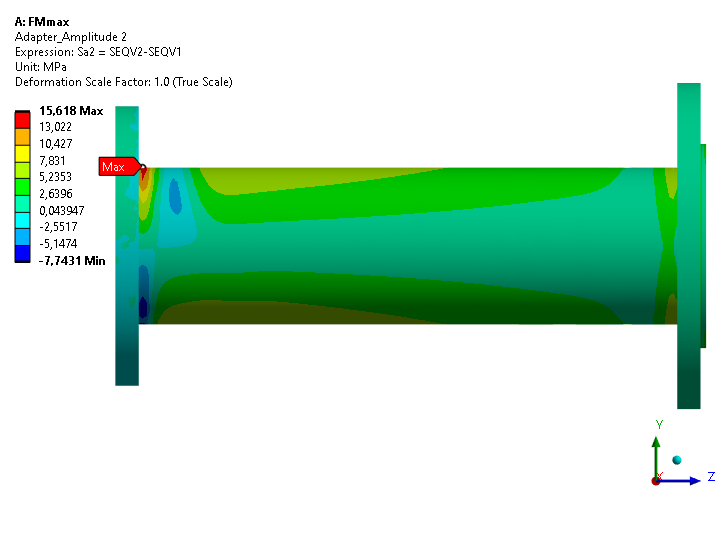 A: FMmax
Adapter_Amplitude 2
Expression: Sa2 = SEQV2-SEQV1
Unit: MPa
Deformation Scale Factor: 1.0 (True Scale)
15,618 Max
13,022
10,427
7,831
5,2353
2,6396
0,043947
-2,5517
-5,1474
-7,7431 Min
Max
Y
X
Z